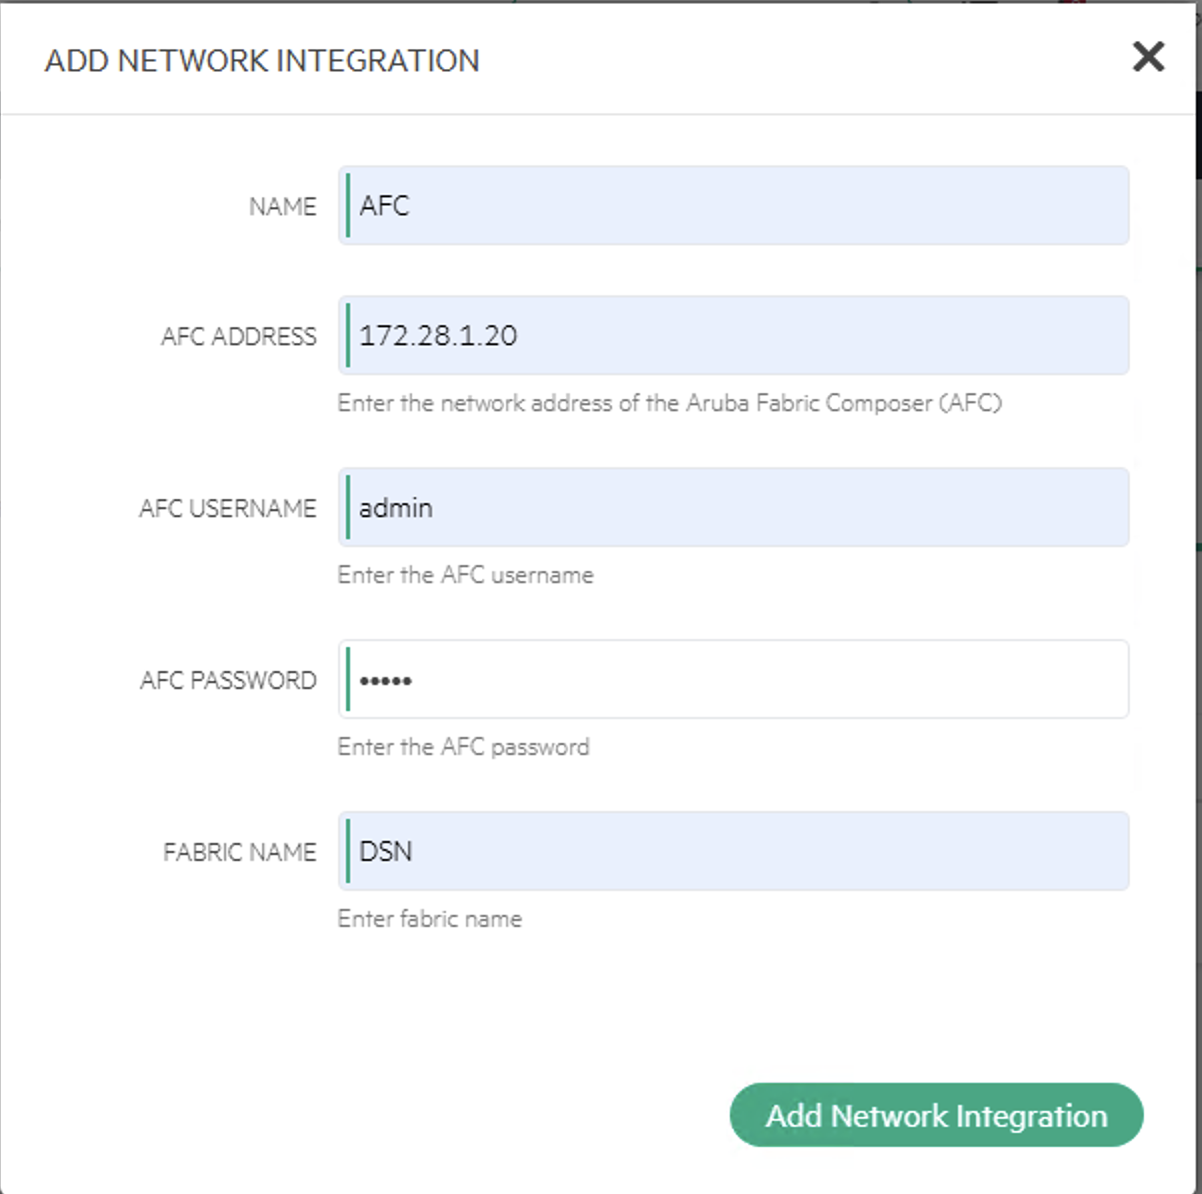 ADD NETWORK INTEGRATION
NAME AFC
AFC ADDRESS 172.28.1.20
Enter the network address of the Aruba Fabric Composer (AFC)
AFC USERNAME admin
Enter the AFC username
AFC PASSWORD •••••
Enter the AFC password
FABRIC NAME DSN
Enter fabric name
Add Network Integration